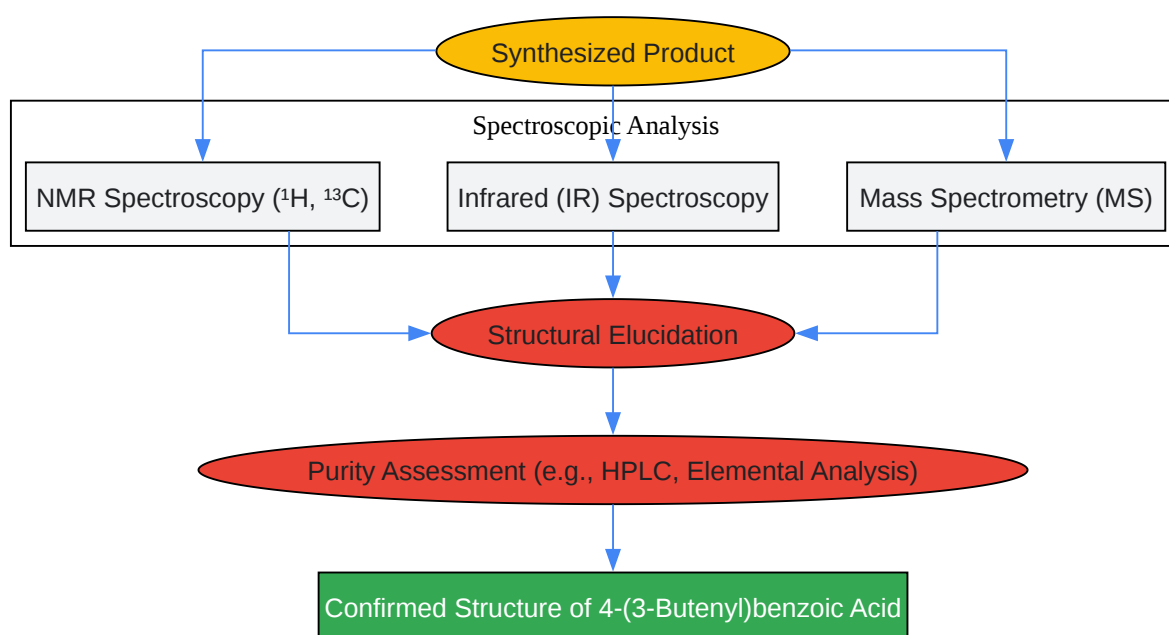 Synthesized Product
Spectroscopic Analysis
NMR Spectroscopy (¹H, ¹³C)
Infrared (IR) Spectroscopy
Mass Spectrometry (MS)
Structural Elucidation
Purity Assessment (e.g., HPLC, Elemental Analysis)
Confirmed Structure of 4-(3-Butenyl)benzoic Acid